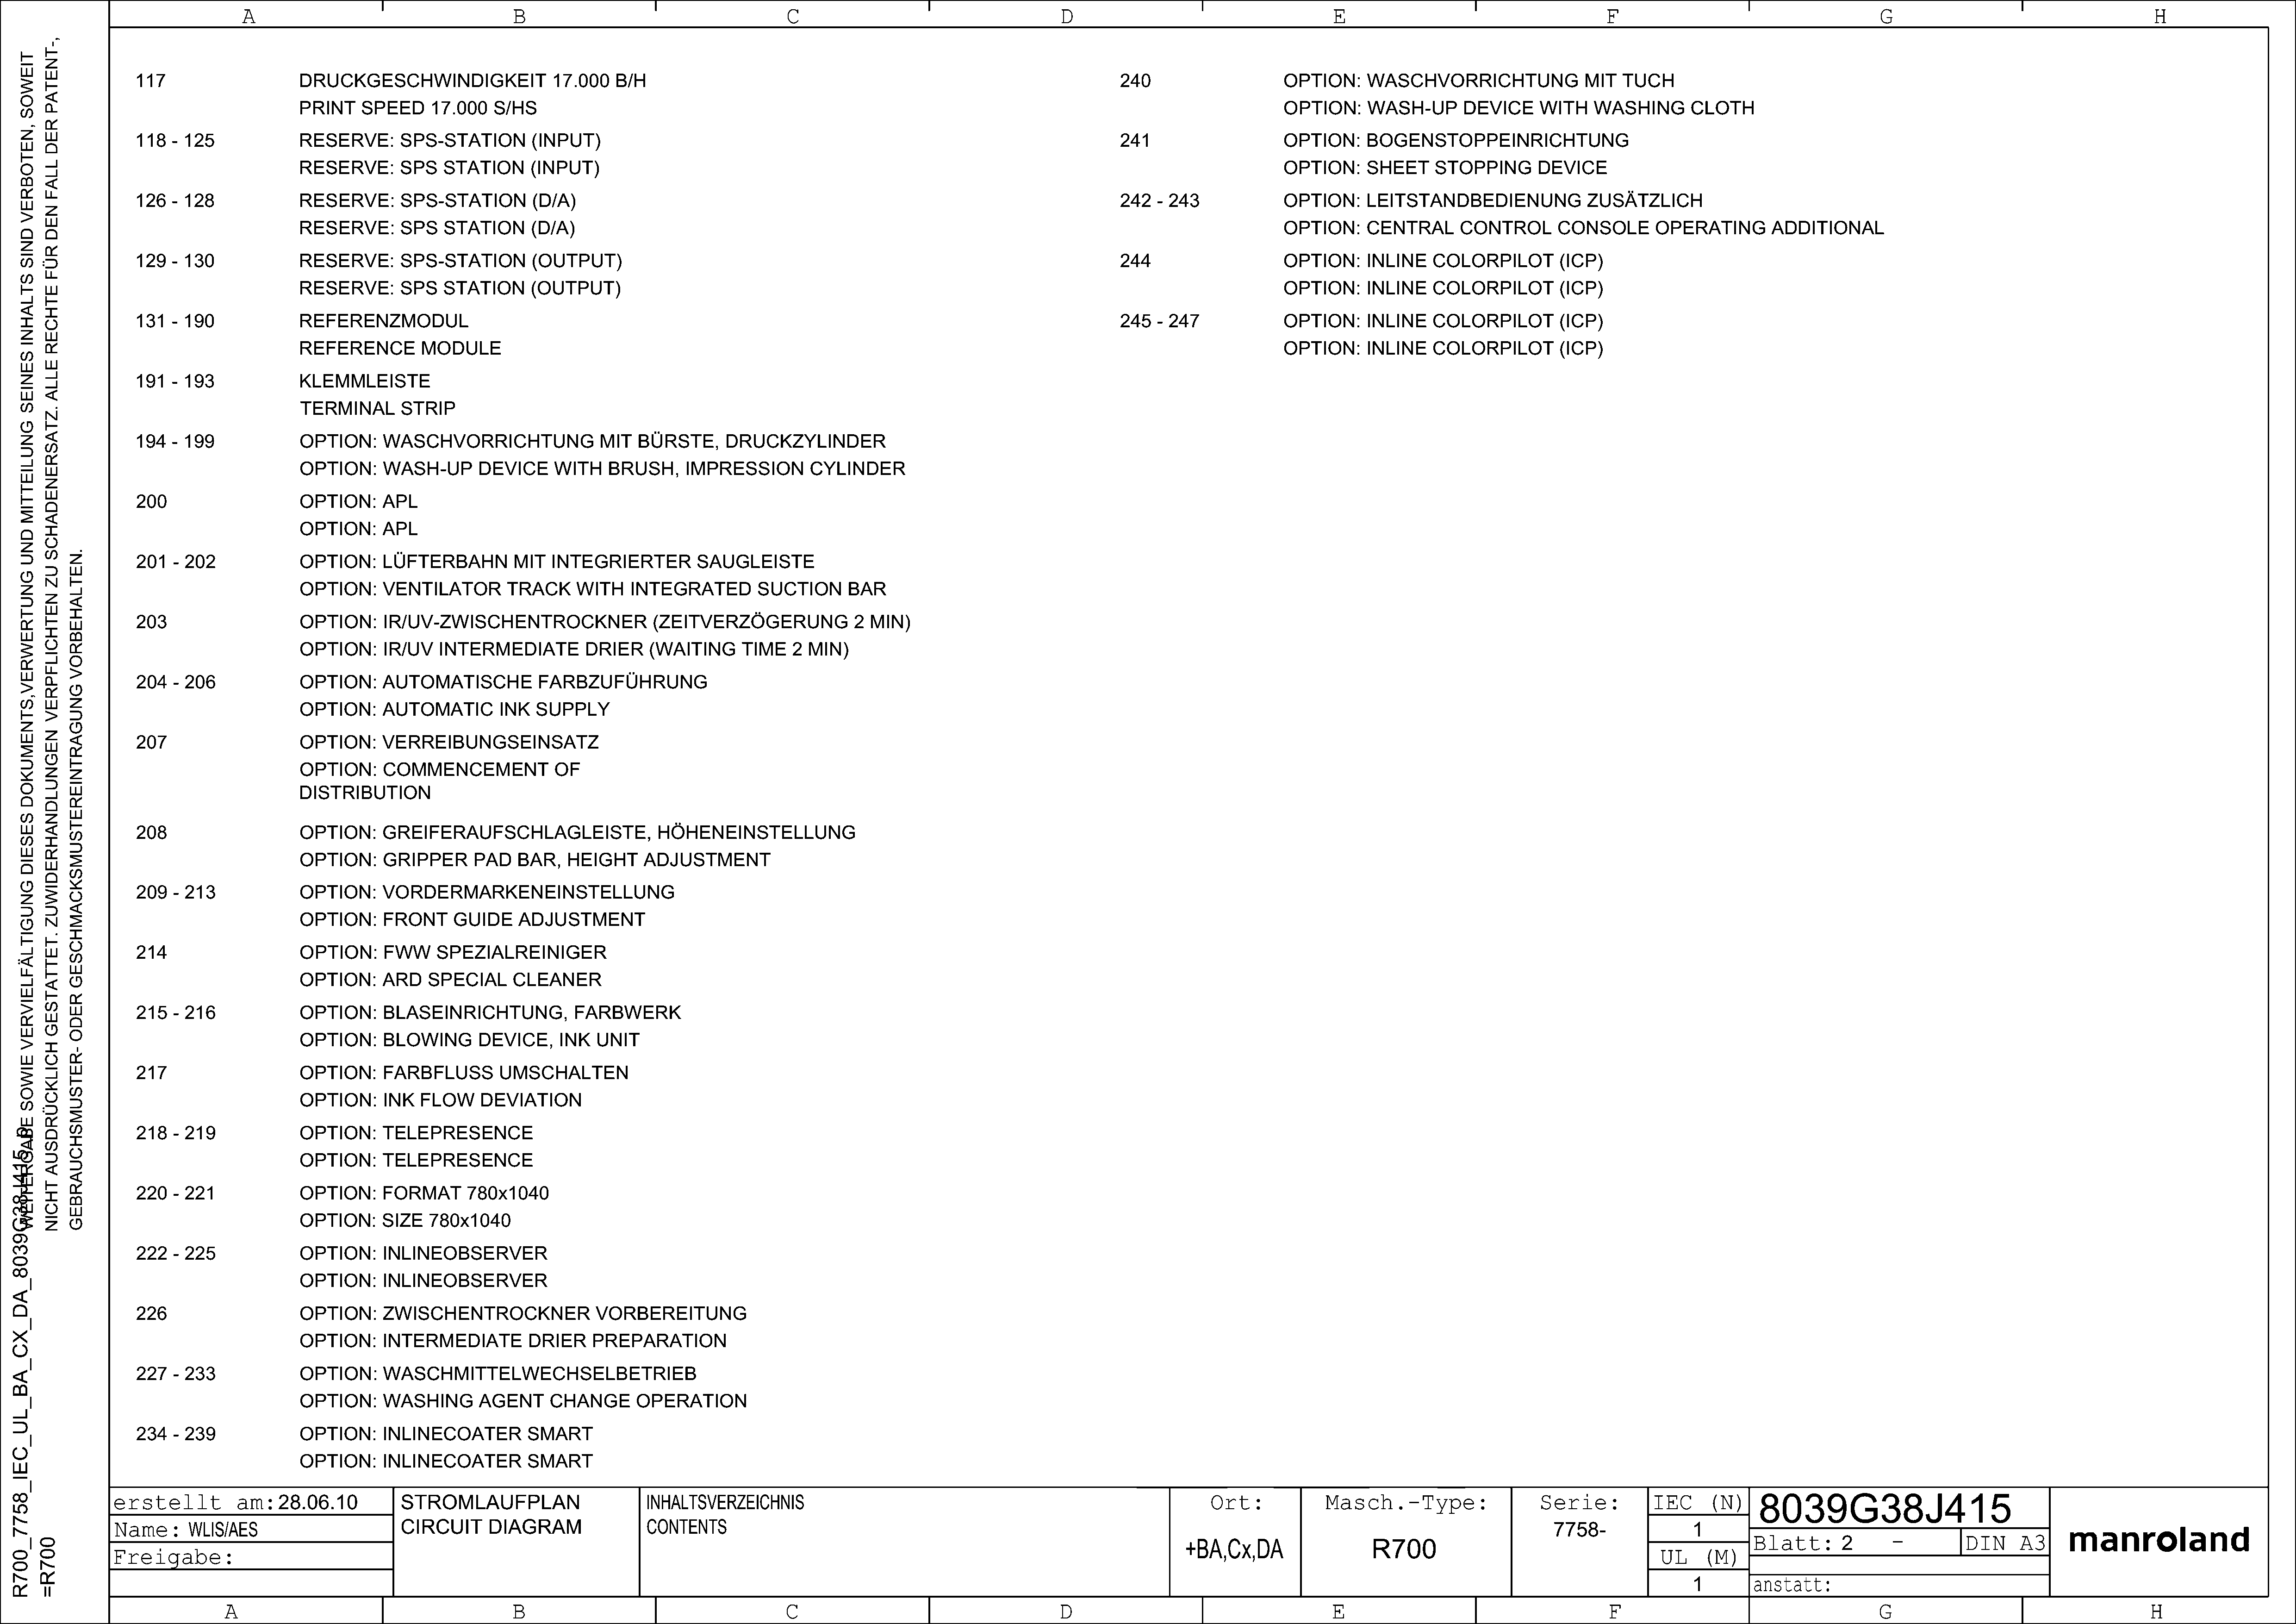 A B C D E F G H
117 DRUCKGESCHWINDIGKEIT 17.000 B/H
PRINT SPEED 17.000 S/HS
118 - 125 RESERVE: SPS-STATION (INPUT)
RESERVE: SPS STATION (INPUT)
126 - 128 RESERVE: SPS-STATION (D/A)
RESERVE: SPS STATION (D/A)
129 - 130 RESERVE: SPS-STATION (OUTPUT)
RESERVE: SPS STATION (OUTPUT)
131 - 190 REFERENZMODUL
REFERENCE MODULE
191 - 193 KLEMMLEISTE
TERMINAL STRIP
194 - 199 OPTION: WASCHVORRICHTUNG MIT BÜRSTE, DRUCKZYLINDER
OPTION: WASH-UP DEVICE WITH BRUSH, IMPRESSION CYLINDER
200 OPTION: APL
OPTION: APL
201 - 202 OPTION: LÜFTERBAHN MIT INTEGRIERTER SAUGLEISTE
OPTION: VENTILATOR TRACK WITH INTEGRATED SUCTION BAR
203 OPTION: IR/UV-ZWISCHENTROCKNER (ZEITVERZÖGERUNG 2 MIN)
OPTION: IR/UV INTERMEDIATE DRIER (WAITING TIME 2 MIN)
204 - 206 OPTION: AUTOMATISCHE FARBZUFÜHRUNG
OPTION: AUTOMATIC INK SUPPLY
207 OPTION: VERREIBUNGSEINSATZ
OPTION: COMMENCEMENT OF
DISTRIBUTION
208 OPTION: GREIFERAUFSCHLAGLEISTE, HÖHENEINSTELLUNG
OPTION: GRIPPER PAD BAR, HEIGHT ADJUSTMENT
209 - 213 OPTION: VORDERMARKENEINSTELLUNG
OPTION: FRONT GUIDE ADJUSTMENT
214 OPTION: FWW SPEZIALREINIGER
OPTION: ARD SPECIAL CLEANER
215 - 216 OPTION: BLASEINRICHTUNG, FARBWERK
OPTION: BLOWING DEVICE, INK UNIT
217 OPTION: FARBFLUSS UMSCHALTEN
OPTION: INK FLOW DEVIATION
218 - 219 OPTION: TELEPRESENCE
OPTION: TELEPRESENCE
220 - 221 OPTION: FORMAT 780x1040
OPTION: SIZE 780x1040
222 - 225 OPTION: INLINEOBSERVER
OPTION: INLINEOBSERVER
226 OPTION: ZWISCHENTROCKNER VORBEREITUNG
OPTION: INTERMEDIATE DRIER PREPARATION
227 - 233 OPTION: WASCHMITTELWECHSELBETRIEB
OPTION: WASHING AGENT CHANGE OPERATION
234 - 239 OPTION: INLINECOATER SMART
OPTION: INLINECOATER SMART
240 OPTION: WASCHVORRICHTUNG MIT TUCH
OPTION: WASH-UP DEVICE WITH WASHING CLOTH
241 OPTION: BOGENSTOPPEINRICHTUNG
OPTION: SHEET STOPPING DEVICE
242 - 243 OPTION: LEITSTANDBEDIENUNG ZUSÄTZLICH
OPTION: CENTRAL CONTROL CONSOLE OPERATING ADDITIONAL
244 OPTION: INLINE COLORPILOT (ICP)
OPTION: INLINE COLORPILOT (ICP)
245 - 247 OPTION: INLINE COLORPILOT (ICP)
OPTION: INLINE COLORPILOT (ICP)
WEITERGABE SOWIE VERVIELFÄLTIGUNG DIESES DOKUMENTS,VERWERTUNG UND MITTEILUNG SEINES INHALTS SIND VERBOTEN, SOWEIT
NICHT AUSDRÜCKLICH GESTATTET. ZUWIDERHANDLUNGEN VERPFLICHTEN ZU SCHADENERSATZ. ALLE RECHTE FÜR DEN FALL DER PATENT-,
GEBRAUCHSMUSTER- ODER GESCHMACKSMUSTEREINTRAGUNG VORBEHALTEN.
R700_7758_IEC_UL_BA_CX_DA_8039G38J415_D
=R700
erstellt am: 28.06.10
Name: WLIS/AES
Freigabe:
STROMLAUFPLAN
CIRCUIT DIAGRAM
INHALTSVERZEICHNIS
CONTENTS
Ort:
+BA,Cx,DA
Masch.-Type:
R700
Serie:
7758-
IEC (N)
1
UL (M)
1
8039G38J415
Blatt: 2 - DIN A3
anstatt:
manroland
A B C D E F G H